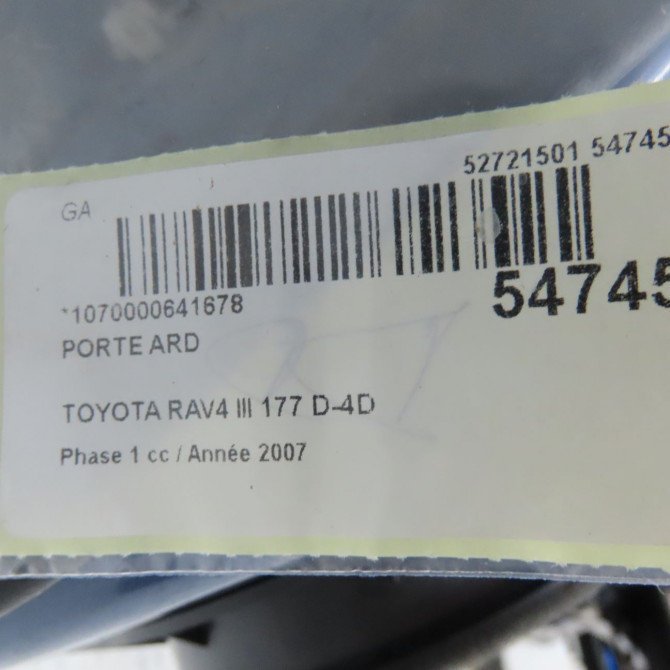 52721501 54745
GA
*1070000641678
54745
PORTE ARD
TOYOTA RAV4 III 177 D-4D
Phase 1 cc / Année 2007